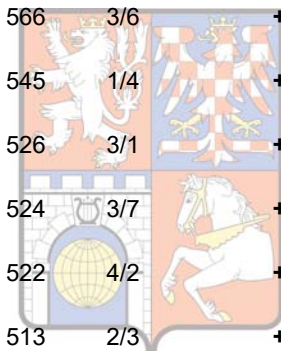 566 3/6 +
545 1/4 +
526 3/1 +
524 3/7 +
522 4/2 +
513 2/3 +